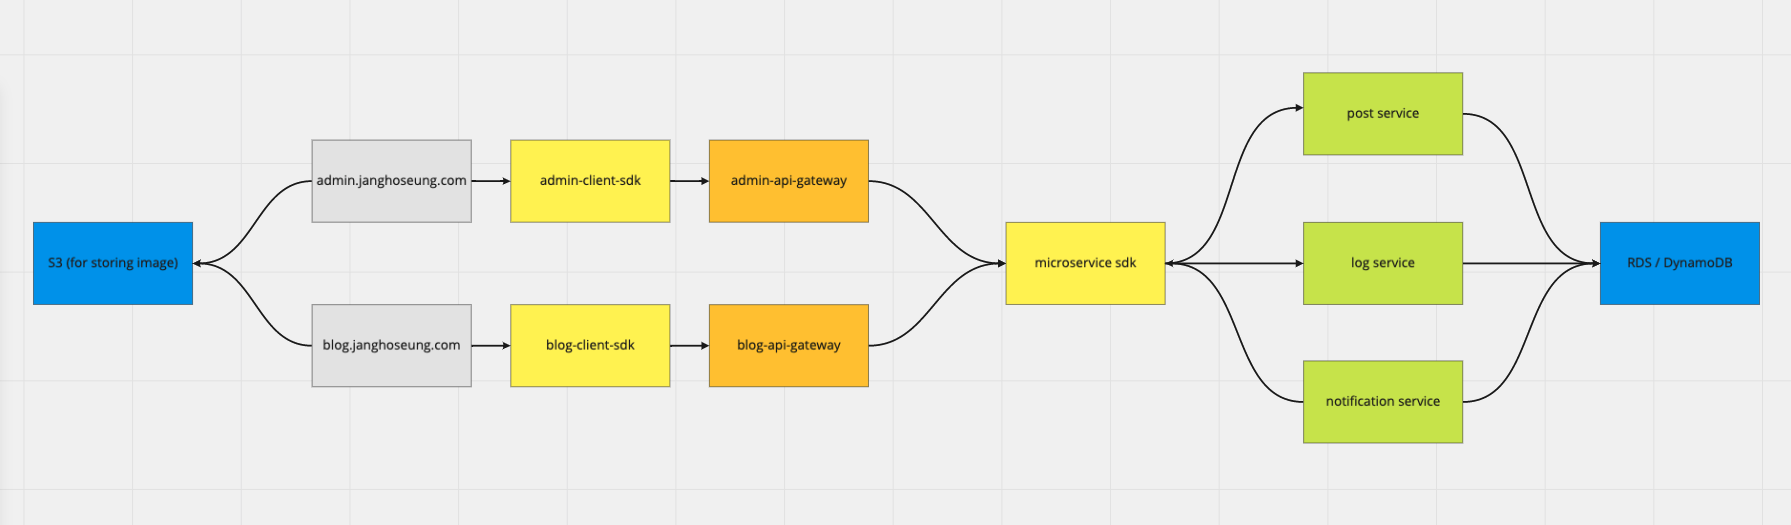 S3 (for storing image)
admin.janghoseung.com
admin-client-sdk
admin-api-gateway
blog.janghoseung.com
blog-client-sdk
blog-api-gateway
microservice sdk
post service
log service
notification service
RDS / DynamoDB